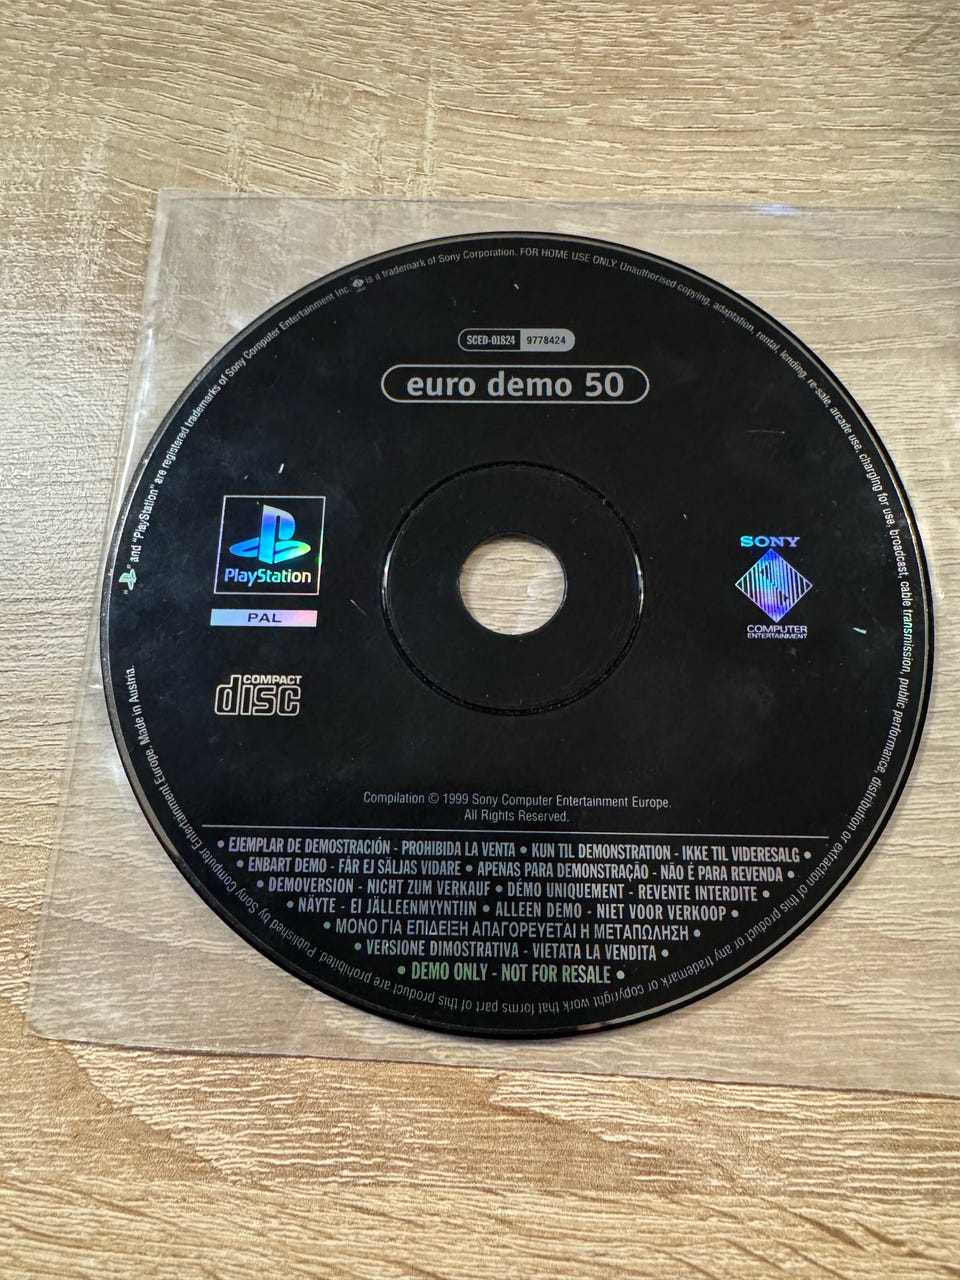 SCED-01824 9778424
euro demo 50
PlayStation
PAL
COMPACT
disc
SONY
COMPUTER
ENTERTAINMENT
Compilation © 1999 Sony Computer Entertainment Europe.
All Rights Reserved.
• EJEMPLAR DE DEMOSTRACIÓN - PROHIBIDA LA VENTA • KUN TIL DEMONSTRATION - IKKE TIL VIDERESALG •
• ENBART DEMO - FÅR EJ SÄLJAS VIDARE • APENAS PARA DEMONSTRAÇÃO - NÃO É PARA REVENDA •
• DEMOVERSION - NICHT ZUM VERKAUF • DÉMO UNIQUEMENT - REVENTE INTERDITE •
• NÄYTE - EI JÄLLEENMYYNTIIN • ALLEEN DEMO - NIET VOOR VERKOOP •
• ΜΟΝΟ ΓΙΑ ΕΠΙΔΕΙΞΗ ΑΠΑΓΟΡΕΥΕΤΑΙ Η ΜΕΤΑΠΩΛΗΣΗ •
• VERSIONE DIMOSTRATIVA - VIETATA LA VENDITA •
• DEMO ONLY - NOT FOR RESALE •
" " and "PlayStation" are registered trademarks of Sony Computer Entertainment Inc. is a trademark of Sony Corporation. FOR HOME USE ONLY. Unauthorised copying, adaptation, rental, lending, re-sale, arcade use, charging for use, broadcast, cable transmission, public performance, distribution or extraction of this product or any trademark or copyright work that forms part of this product are prohibited. Published by Sony Computer Entertainment Europe. Made in Austria.